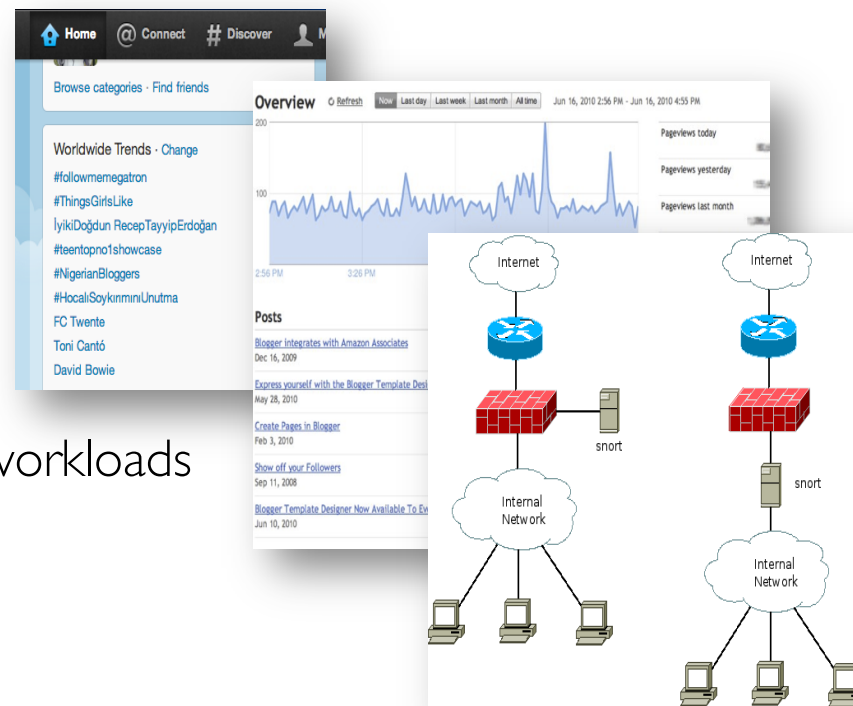 Home @ Connect # Discover
Browse categories · Find friends
Worldwide Trends · Change
#followmemegatron
#ThingsGirlsLike
İyikiDoğdun RecepTayyipErdoğan
#teentopno1showcase
#NigerianBloggers
#HocalıSoykırımınıUnutma
FC Twente
Toni Cantó
David Bowie
Overview Refresh Now Last day Last week Last month All time Jun 16, 2010 2:56 PM - Jun 16, 2010 4:55 PM
200
100
2:56 PM 3:26 PM
Pageviews today
Pageviews yesterday
Pageviews last month
Posts
Blogger integrates with Amazon Associates
Dec 16, 2009
Express yourself with the Blogger Template
May 28, 2010
Create Pages in Blogger
Feb 3, 2010
Show off your Followers
Sep 11, 2008
Blogger Template Designer Now Available To
Jun 10, 2010
workloads
Internet
snort
Internal
Network
Internet
snort
Internal
Network